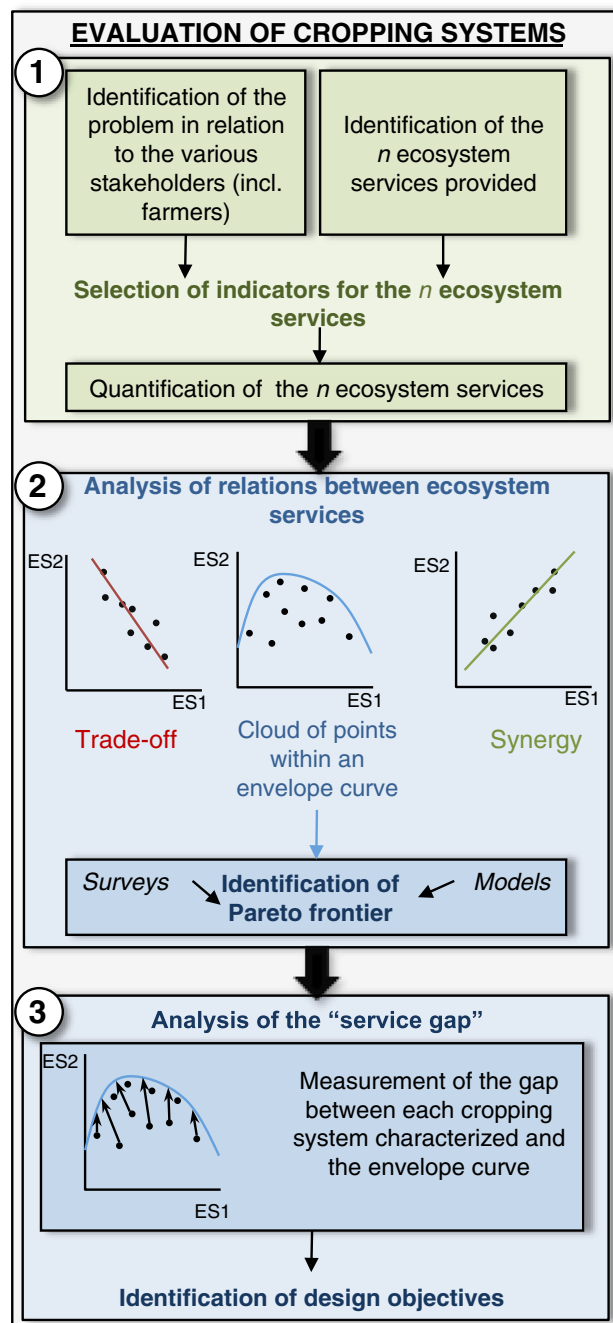 EVALUATION OF CROPPING SYSTEMS
1
Identification of the
problem in relation
to the various
stakeholders (incl.
farmers)
Identification of the
n ecosystem
services provided
Selection of indicators for the n ecosystem
services
Quantification of the n ecosystem services
2
Analysis of relations between ecosystem
services
ES2
ES1
Trade-off
ES2
ES1
Cloud of points
within an
envelope curve
ES2
ES1
Synergy
Surveys
Identification of
Pareto frontier
Models
3
Analysis of the “service gap”
ES2
ES1
Measurement of the gap
between each cropping
system characterized and
the envelope curve
Identification of design objectives